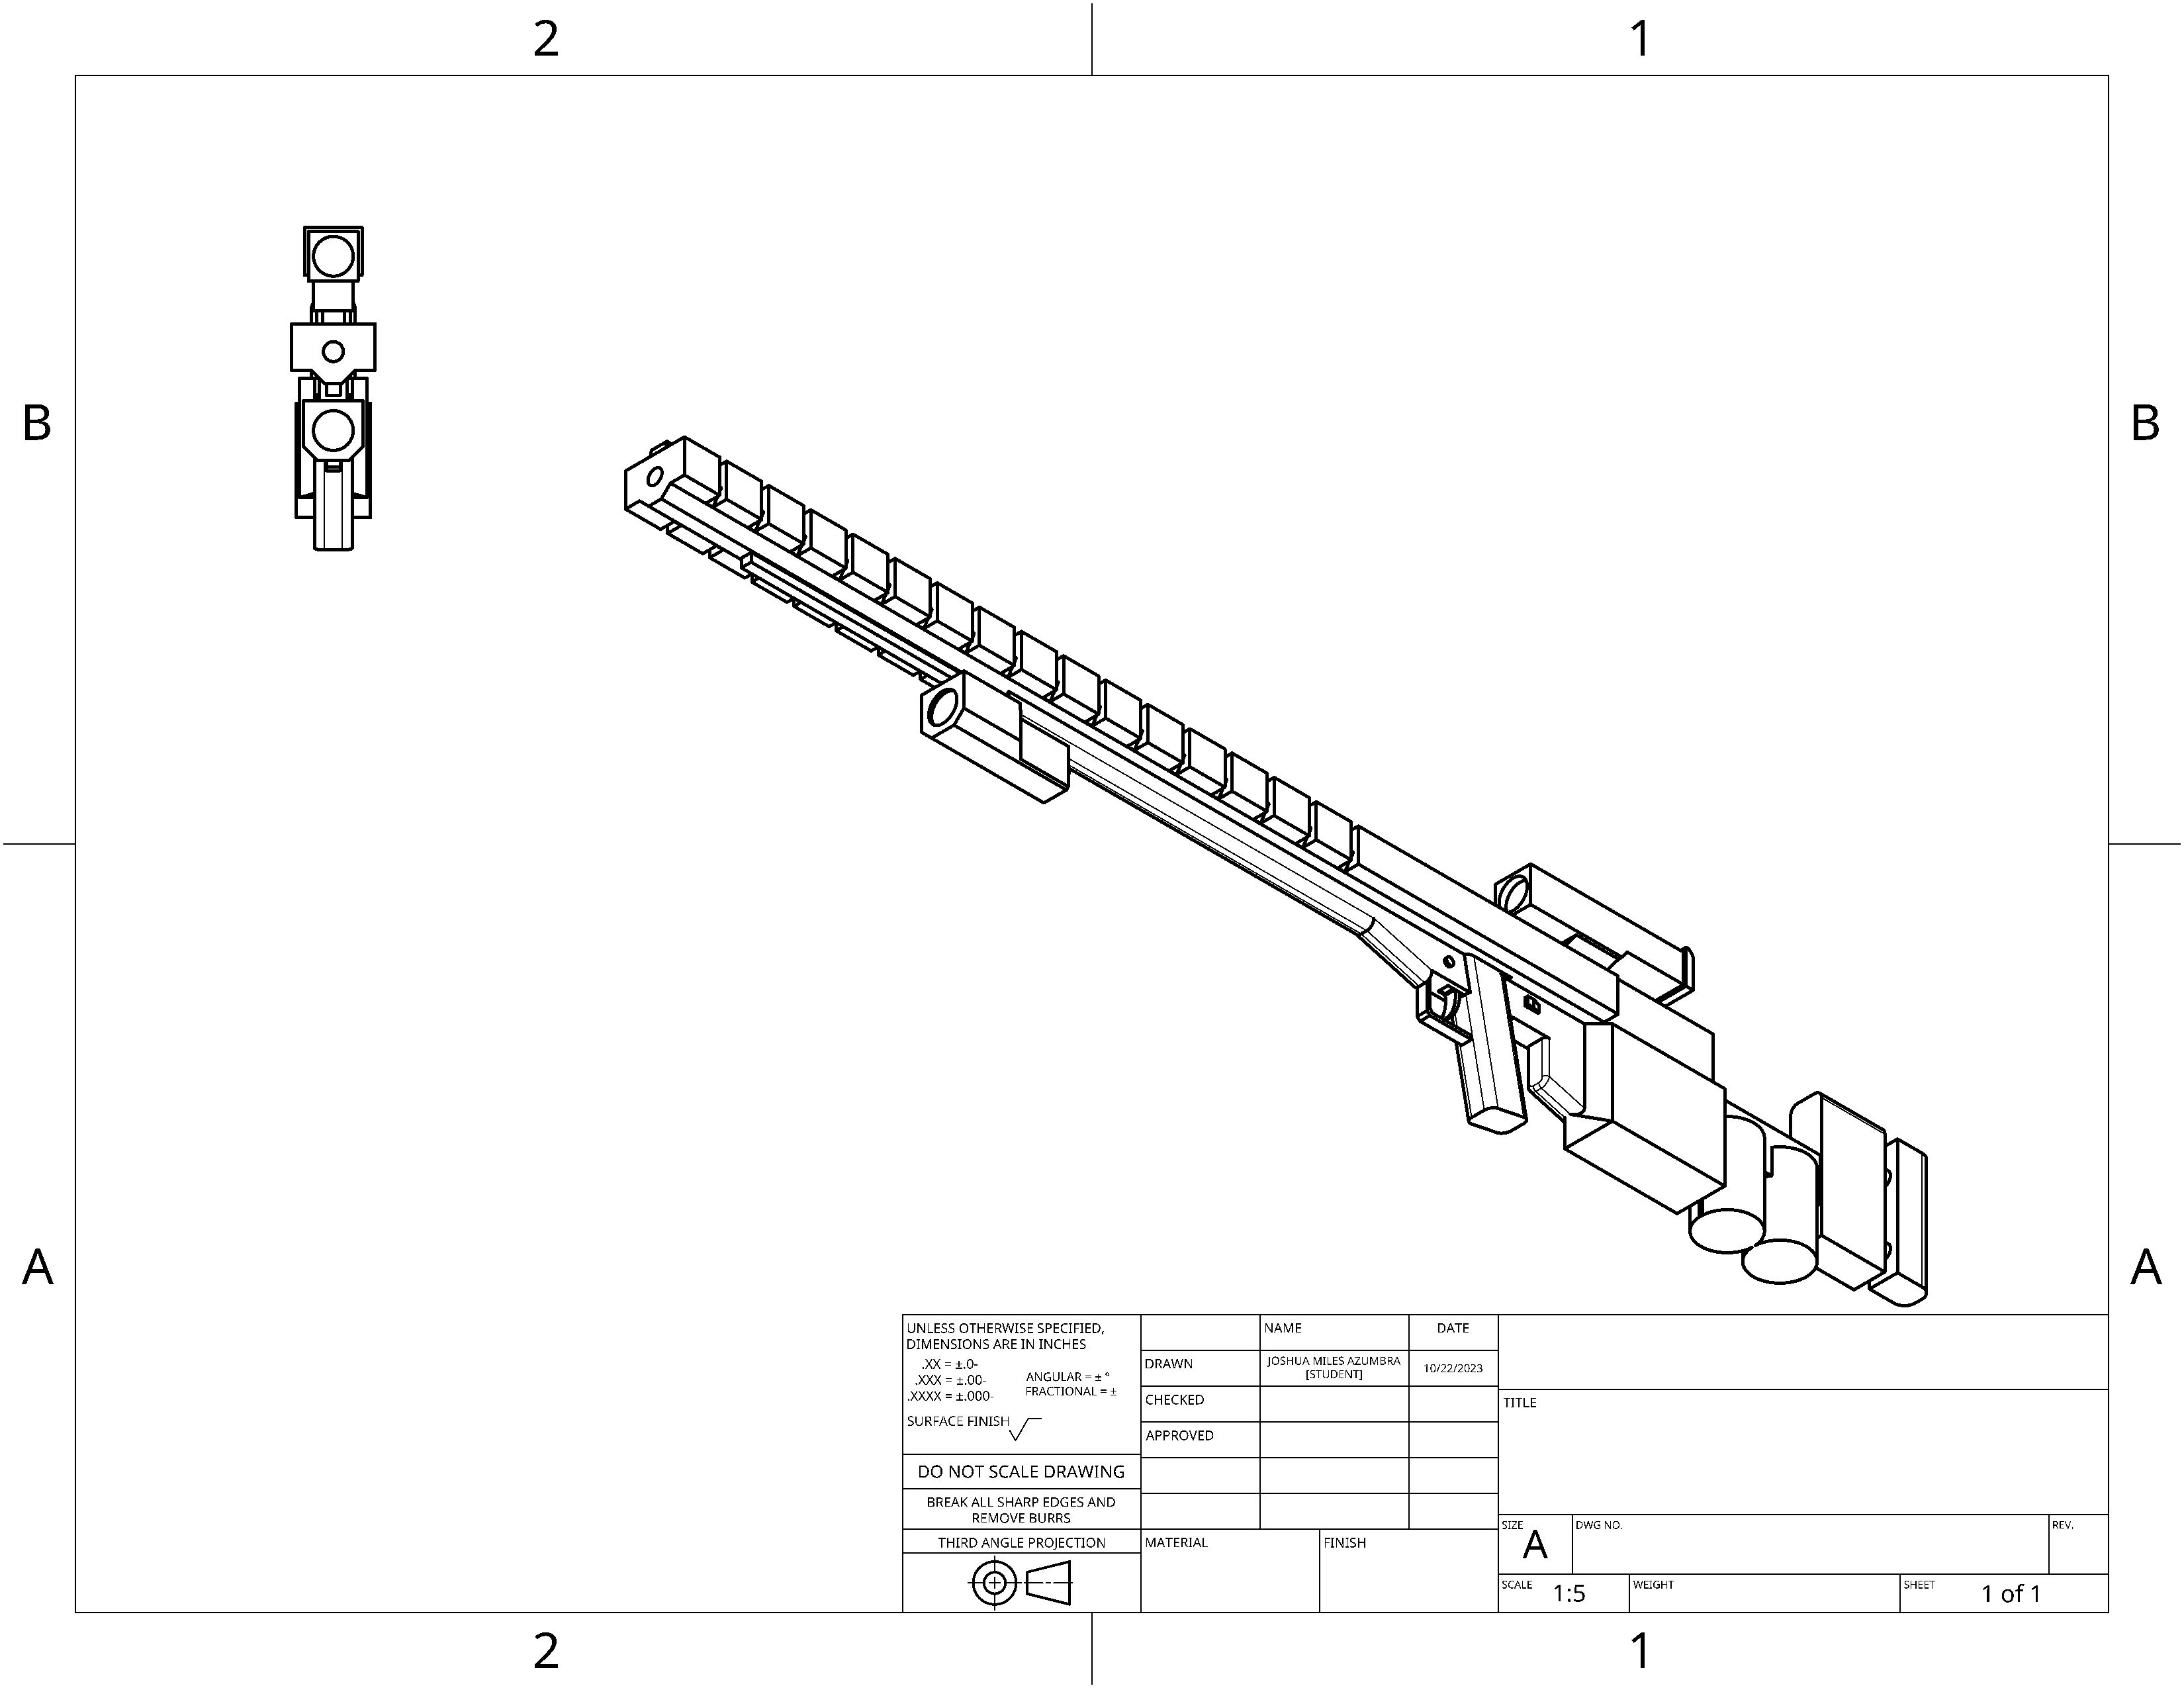 2 1
B B
A A
UNLESS OTHERWISE SPECIFIED,
DIMENSIONS ARE IN INCHES
.XX = ±.0-
.XXX = ±.00-
.XXXX = ±.000-
ANGULAR = ± °
FRACTIONAL = ±
SURFACE FINISH
DO NOT SCALE DRAWING
BREAK ALL SHARP EDGES AND
REMOVE BURRS
THIRD ANGLE PROJECTION
NAME DATE
DRAWN JOSHUA MILES AZUMBRA
[STUDENT] 10/22/2023
CHECKED
APPROVED
MATERIAL FINISH
TITLE
SIZE A DWG NO. REV.
SCALE 1:5 WEIGHT SHEET 1 of 1
2 1